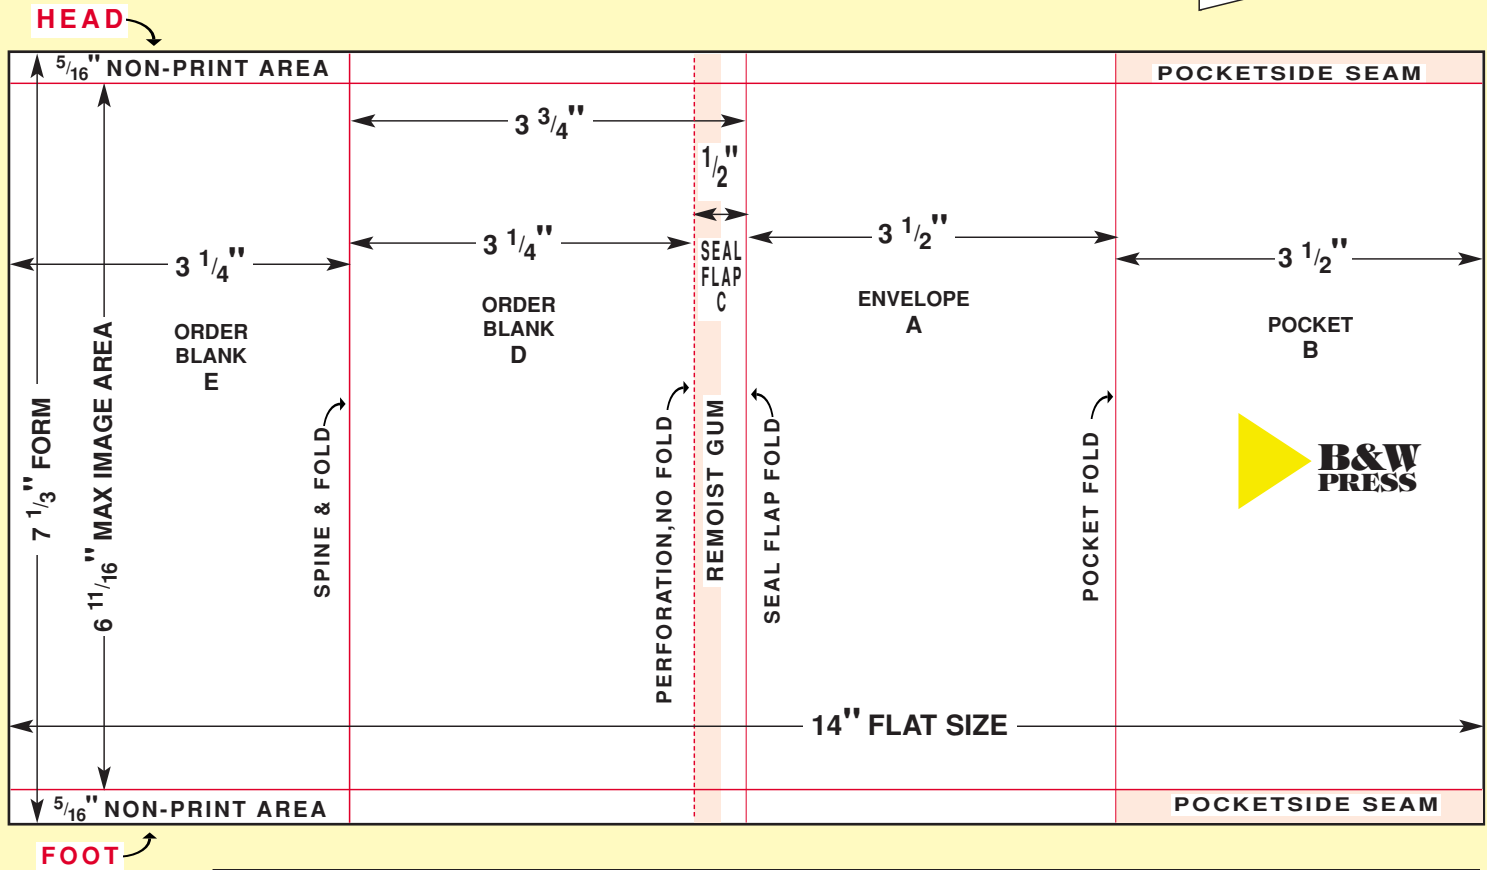 HEAD
5/16" NON-PRINT AREA
POCKETSIDE SEAM
3 3/4"
1/2"
3 1/4"
3 1/4"
3 1/2"
3 1/2"
SEAL
FLAP
C
ORDER
BLANK
E
ORDER
BLANK
D
ENVELOPE
A
POCKET
B
7 1/3" FORM
6 11/16" MAX IMAGE AREA
SPINE & FOLD
PERFORATION,NO FOLD
REMOIST GUM
SEAL FLAP FOLD
POCKET FOLD
B&W
PRESS
14" FLAT SIZE
5/16" NON-PRINT AREA
POCKETSIDE SEAM
FOOT